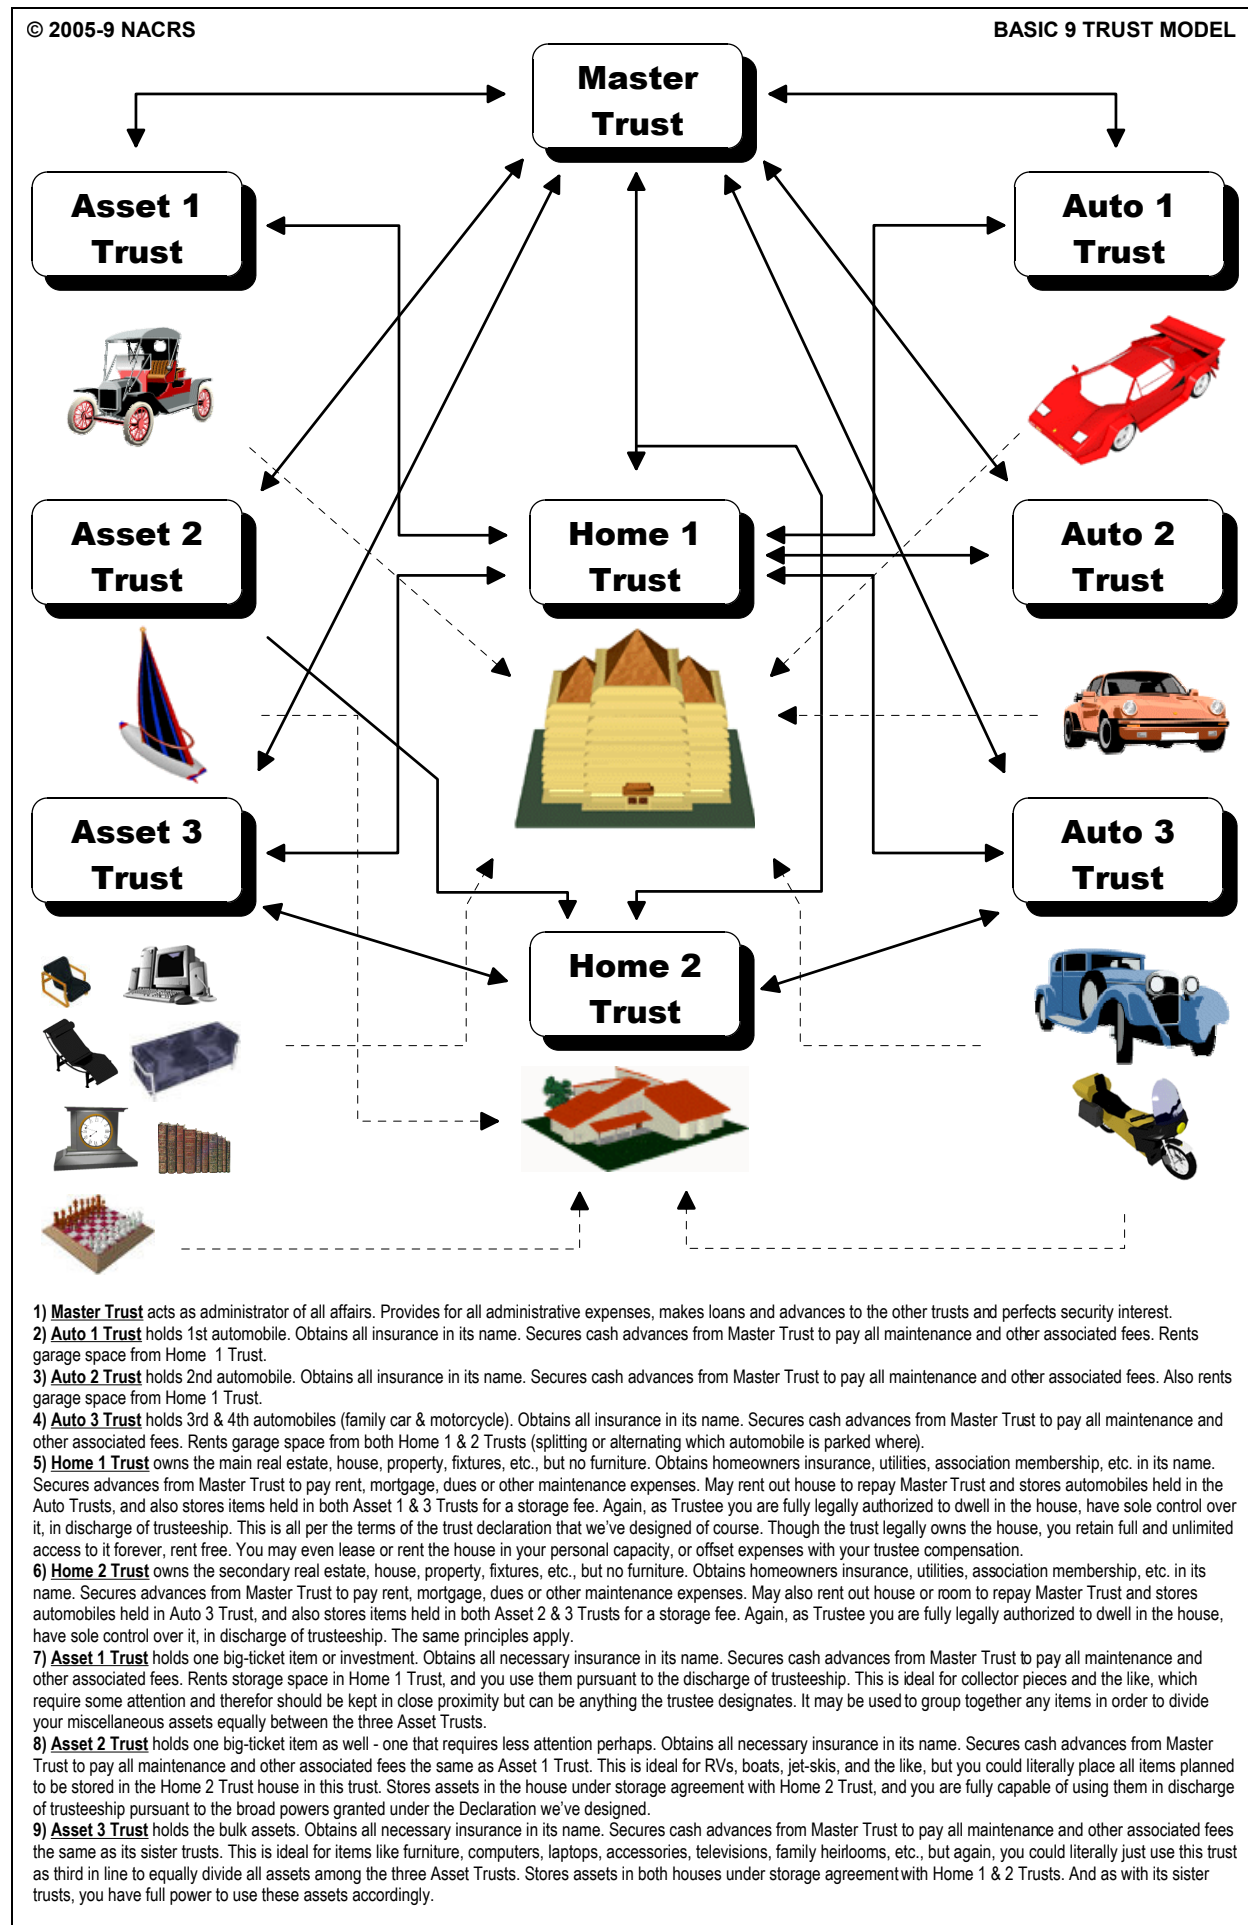 © 2005-9 NACRS
BASIC 9 TRUST MODEL
Master
Trust
Asset 1
Trust
Auto 1
Trust
Asset 2
Trust
Home 1
Trust
Auto 2
Trust
Asset 3
Trust
Auto 3
Trust
Home 2
Trust
1) Master Trust acts as administrator of all affairs. Provides for all administrative expenses, makes loans and advances to the other trusts and perfects security interest.
2) Auto 1 Trust holds 1st automobile. Obtains all insurance in its name. Secures cash advances from Master Trust to pay all maintenance and other associated fees. Rents
garage space from Home 1 Trust.
3) Auto 2 Trust holds 2nd automobile. Obtains all insurance in its name. Secures cash advances from Master Trust to pay all maintenance and other associated fees. Also rents
garage space from Home 1 Trust.
4) Auto 3 Trust holds 3rd & 4th automobiles (family car & motorcycle). Obtains all insurance in its name. Secures cash advances from Master Trust to pay all maintenance and
other associated fees. Rents garage space from both Home 1 & 2 Trusts (splitting or alternating which automobile is parked where).
5) Home 1 Trust owns the main real estate, house, property, fixtures, etc., but no furniture. Obtains homeowners insurance, utilities, association membership, etc. in its name.
Secures advances from Master Trust to pay rent, mortgage, dues or other maintenance expenses. May rent out house to repay Master Trust and stores automobiles held in the
Auto Trusts, and also stores items held in both Asset 1 & 3 Trusts for a storage fee. Again, as Trustee you are fully legally authorized to dwell in the house, have sole control over
it, in discharge of trusteeship. This is all per the terms of the trust declaration that we've designed of course. Though the trust legally owns the house, you retain full and unlimited
access to it forever, rent free. You may even lease or rent the house in your personal capacity, or offset expenses with your trustee compensation.
6) Home 2 Trust owns the secondary real estate, house, property, fixtures, etc., but no furniture. Obtains homeowners insurance, utilities, association membership, etc. in its
name. Secures advances from Master Trust to pay rent, mortgage, dues or other maintenance expenses. May also rent out house or room to repay Master Trust and stores
automobiles held in Auto 3 Trust, and also stores items held in both Asset 2 & 3 Trusts for a storage fee. Again, as Trustee you are fully legally authorized to dwell in the house,
have sole control over it, in discharge of trusteeship. The same principles apply.
7) Asset 1 Trust holds one big-ticket item or investment. Obtains all necessary insurance in its name. Secures cash advances from Master Trust to pay all maintenance and
other associated fees. Rents storage space in Home 1 Trust, and you use them pursuant to the discharge of trusteeship. This is ideal for collector pieces and the like, which
require some attention and therefor should be kept in close proximity but can be anything the trustee designates. It may be used to group together any items in order to divide
your miscellaneous assets equally between the three Asset Trusts.
8) Asset 2 Trust holds one big-ticket item as well - one that requires less attention perhaps. Obtains all necessary insurance in its name. Secures cash advances from Master
Trust to pay all maintenance and other associated fees the same as Asset 1 Trust. This is ideal for RVs, boats, jet-skis, and the like, but you could literally place all items planned
to be stored in the Home 2 Trust house in this trust. Stores assets in the house under storage agreement with Home 2 Trust, and you are fully capable of using them in discharge
of trusteeship pursuant to the broad powers granted under the Declaration we've designed.
9) Asset 3 Trust holds the bulk assets. Obtains all necessary insurance in its name. Secures cash advances from Master Trust to pay all maintenance and other associated fees
the same as its sister trusts. This is ideal for items like furniture, computers, laptops, accessories, televisions, family heirlooms, etc., but again, you could literally just use this trust
as third in line to equally divide all assets among the three Asset Trusts. Stores assets in both houses under storage agreement with Home 1 & 2 Trusts. And as with its sister
trusts, you have full power to use these assets accordingly.